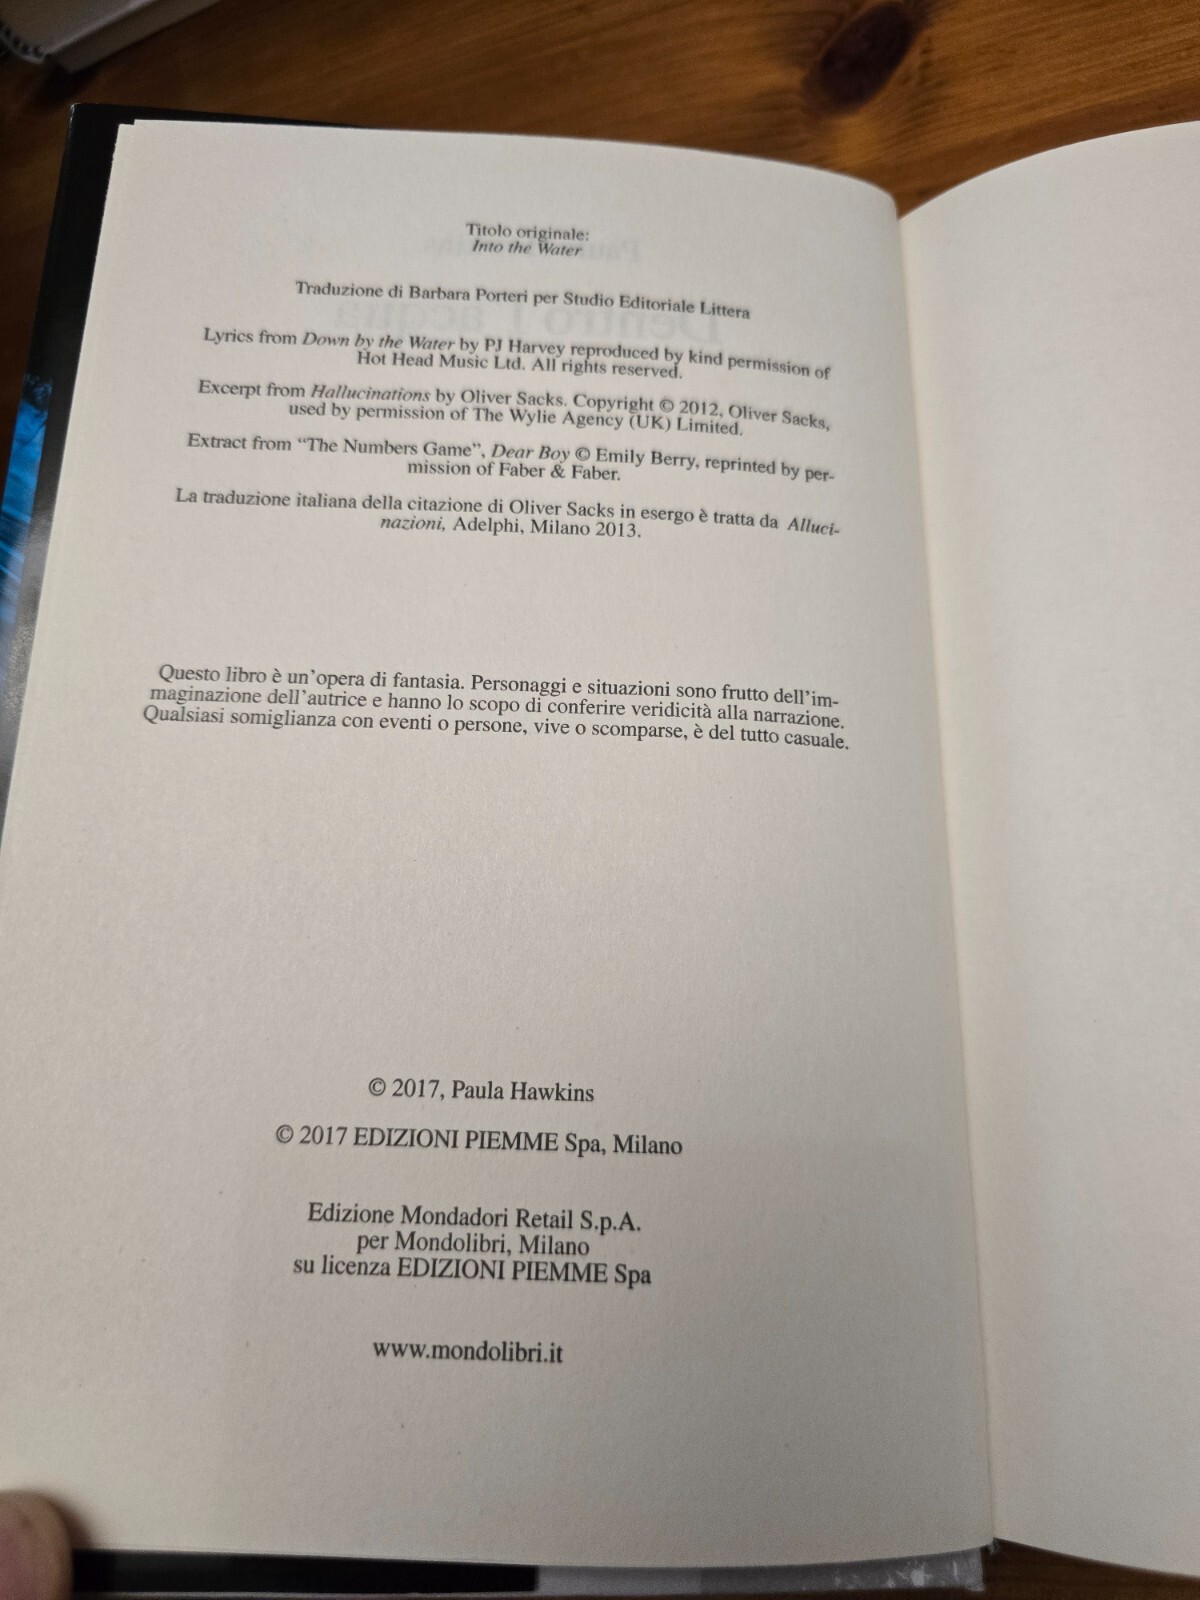 Titolo originale:
Into the Water
Traduzione di Barbara Porteri per Studio Editoriale Littera
Lyrics from Down by the Water by PJ Harvey reproduced by kind permission of
Hot Head Music Ltd. All rights reserved.
Excerpt from Hallucinations by Oliver Sacks. Copyright © 2012, Oliver Sacks,
used by permission of The Wylie Agency (UK) Limited.
Extract from “The Numbers Game”, Dear Boy © Emily Berry, reprinted by per-
mission of Faber & Faber.
La traduzione italiana della citazione di Oliver Sacks in esergo è tratta da Alluci-
nazioni, Adelphi, Milano 2013.
Questo libro è un’opera di fantasia. Personaggi e situazioni sono frutto dell’im-
maginazione dell’autrice e hanno lo scopo di conferire veridicità alla narrazione.
Qualsiasi somiglianza con eventi o persone, vive o scomparse, è del tutto casuale.
© 2017, Paula Hawkins
© 2017 EDIZIONI PIEMME Spa, Milano
Edizione Mondadori Retail S.p.A.
per Mondolibri, Milano
su licenza EDIZIONI PIEMME Spa
www.mondolibri.it